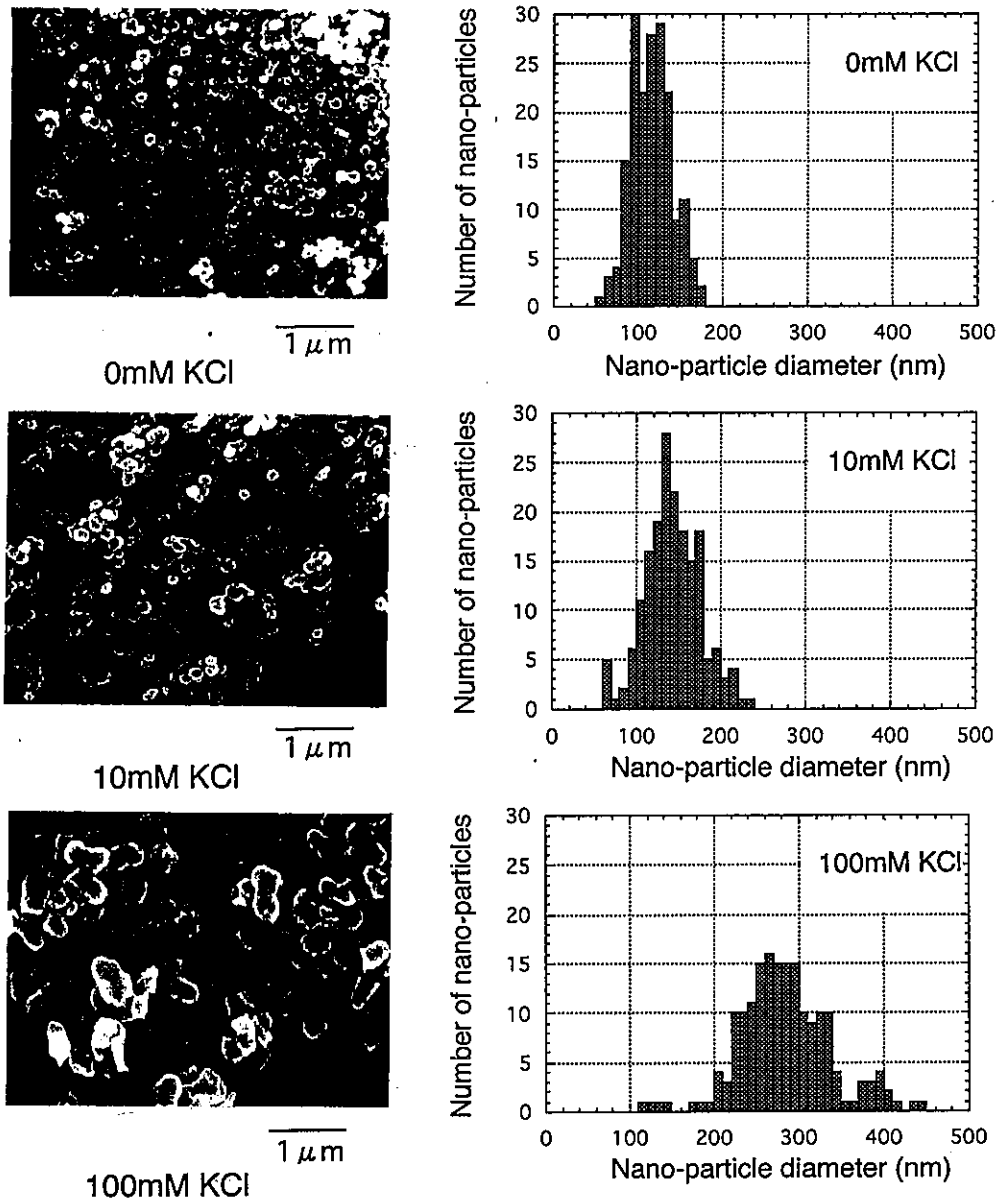 1 μm
0mM KCl
Number of nano-particles
30
25
20
15
10
5
0
0mM KCl
0 100 200 300 400 500
Nano-particle diameter (nm)
1 μm
10mM KCl
Number of nano-particles
30
25
20
15
10
5
0
10mM KCl
0 100 200 300 400 500
Nano-particle diameter (nm)
1 μm
100mM KCl
Number of nano-particles
30
25
20
15
10
5
0
100mM KCl
0 100 200 300 400 500
Nano-particle diameter (nm)